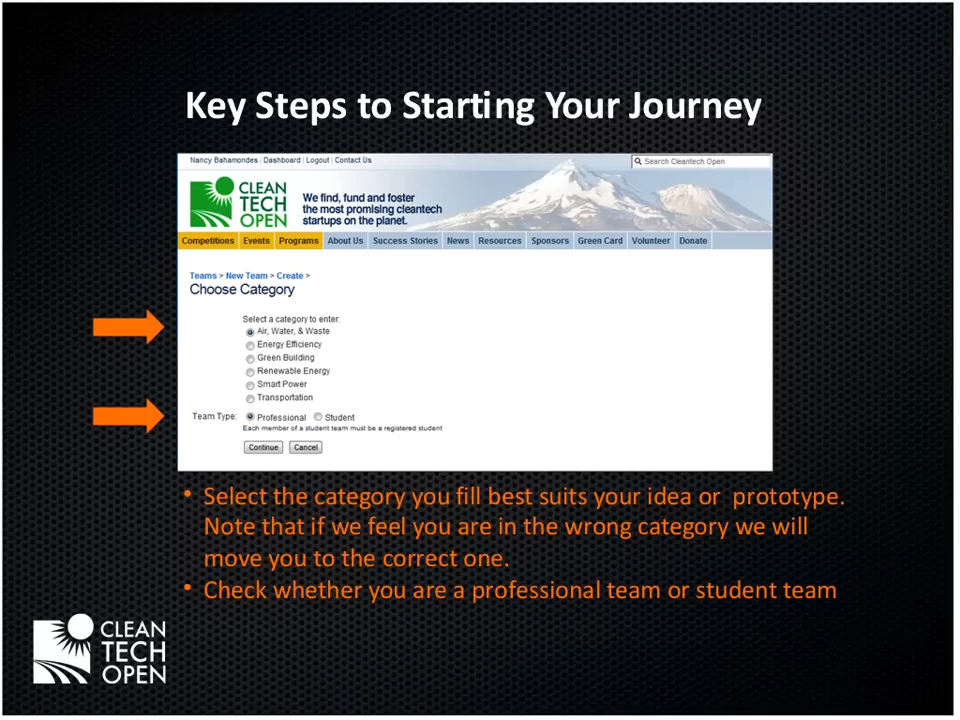 Key Steps to Starting Your Journey
Nancy Bahamondes | Dashboard | Logout | Contact Us
Search Cleantech Open
CLEAN
TECH
OPEN
We find, fund and foster
the most promising cleantech
startups on the planet.
Competitions Events Programs About Us Success Stories News Resources Sponsors Green Card Volunteer Donate
Teams > New Team > Create >
Choose Category
Select a category to enter:
Air, Water, & Waste
Energy Efficiency
Green Building
Renewable Energy
Smart Power
Transportation
Team Type: Professional Student
Each member of a student team must be a registered student
Continue Cancel
• Select the category you fill best suits your idea or prototype.
Note that if we feel you are in the wrong category we will
move you to the correct one.
• Check whether you are a professional team or student team
CLEAN
TECH
OPEN